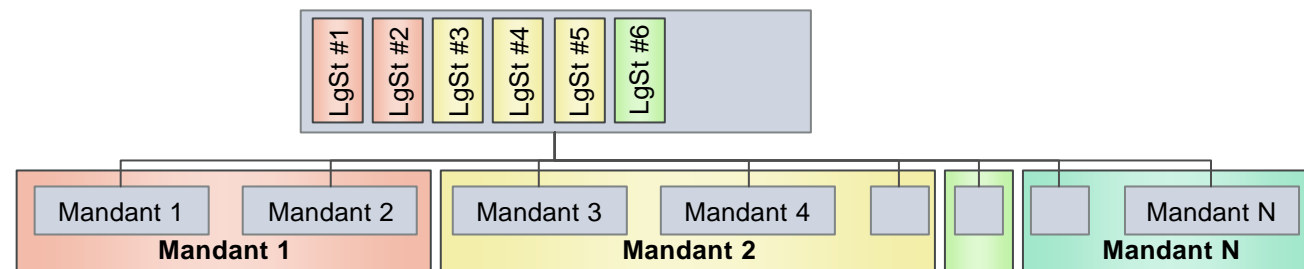 LgSt #1
LgSt #2
LgSt #3
LgSt #4
LgSt #5
LgSt #6
Mandant 1
Mandant 2
Mandant 3
Mandant 4
Mandant N
Mandant 1
Mandant 2
Mandant N